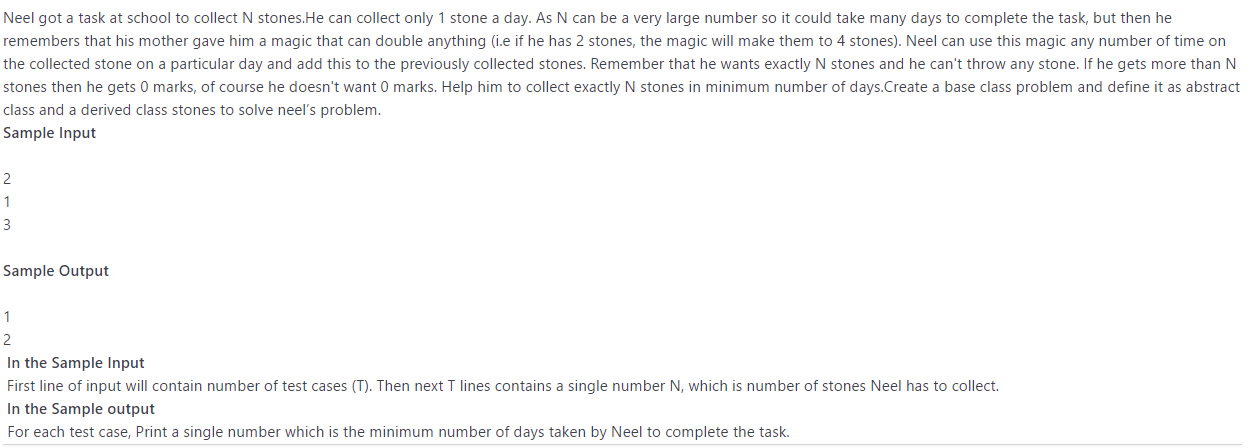 Neel got a task at school to collect N stones.He can collect only 1 stone a day. As N can be a very large number so it could take many days to complete the task, but then he
remembers that his mother gave him a magic that can double anything (i.e if he has 2 stones, the magic will make them to 4 stones). Neel can use this magic any number of time on
the collected stone on a particular day and add this to the previously collected stones. Remember that he wants exactly N stones and he can't throw any stone. If he gets more than N
stones then he gets 0 marks, of course he doesn't want 0 marks. Help him to collect exactly N stones in minimum number of days.Create a base class problem and define it as abstract
class and a derived class stones to solve neel’s problem.
Sample Input
2
1
3
Sample Output
1
2
In the Sample Input
First line of input will contain number of test cases (T). Then next T lines contains a single number N, which is number of stones Neel has to collect.
In the Sample output
For each test case, Print a single number which is the minimum number of days taken by Neel to complete the task.